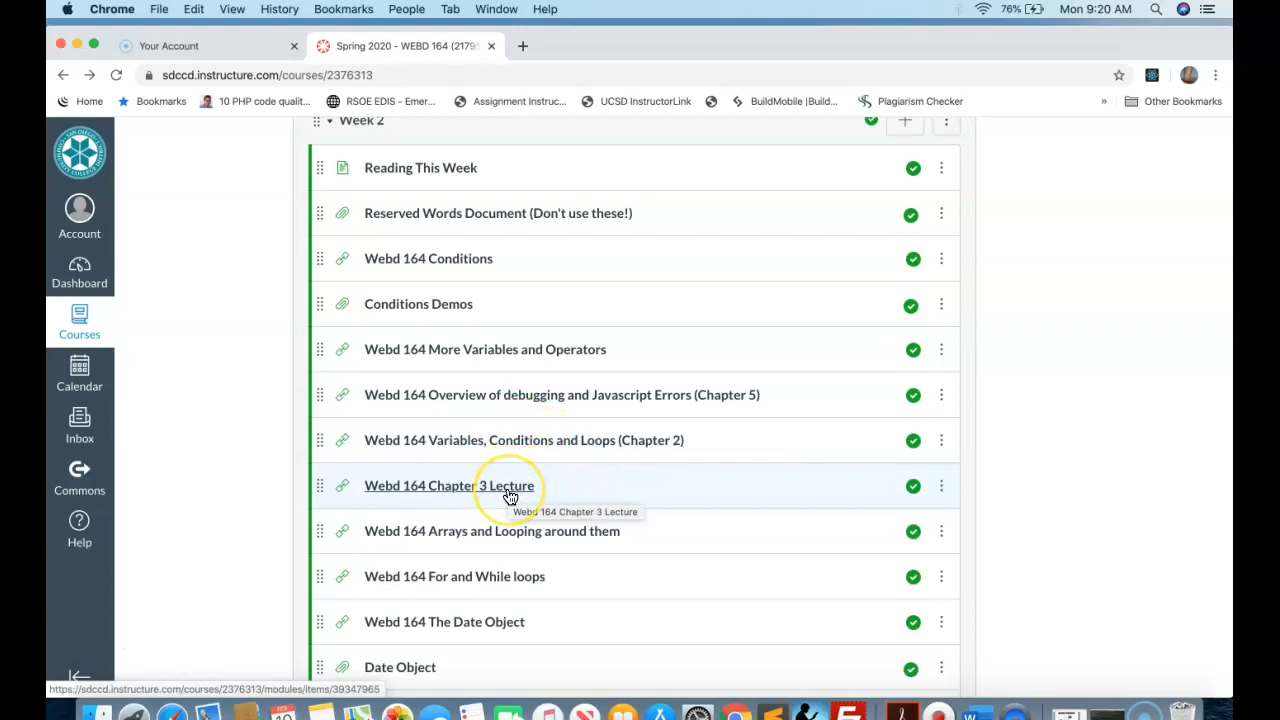 Chrome File Edit View History Bookmarks People Tab Window Help 76% Mon 9:20 AM
Your Account Spring 2020 - WEBD 164 (2179
sdccd.instructure.com/courses/2376313
Home Bookmarks 10 PHP code qualit... RSOE EDIS - Emer... Assignment Instruc... UCSD InstructorLink BuildMobile |Build... Plagiarism Checker » Other Bookmarks
Week 2
Account
Dashboard
Courses
Calendar
Inbox
Commons
Help
Reading This Week
Reserved Words Document (Don't use these!)
Webd 164 Conditions
Conditions Demos
Webd 164 More Variables and Operators
Webd 164 Overview of debugging and Javascript Errors (Chapter 5)
Webd 164 Variables, Conditions and Loops (Chapter 2)
Webd 164 Chapter 3 Lecture
Webd 164 Chapter 3 Lecture
Webd 164 Arrays and Looping around them
Webd 164 For and While loops
Webd 164 The Date Object
Date Object
https://sdccd.instructure.com/courses/2376313/modules/items/39347965